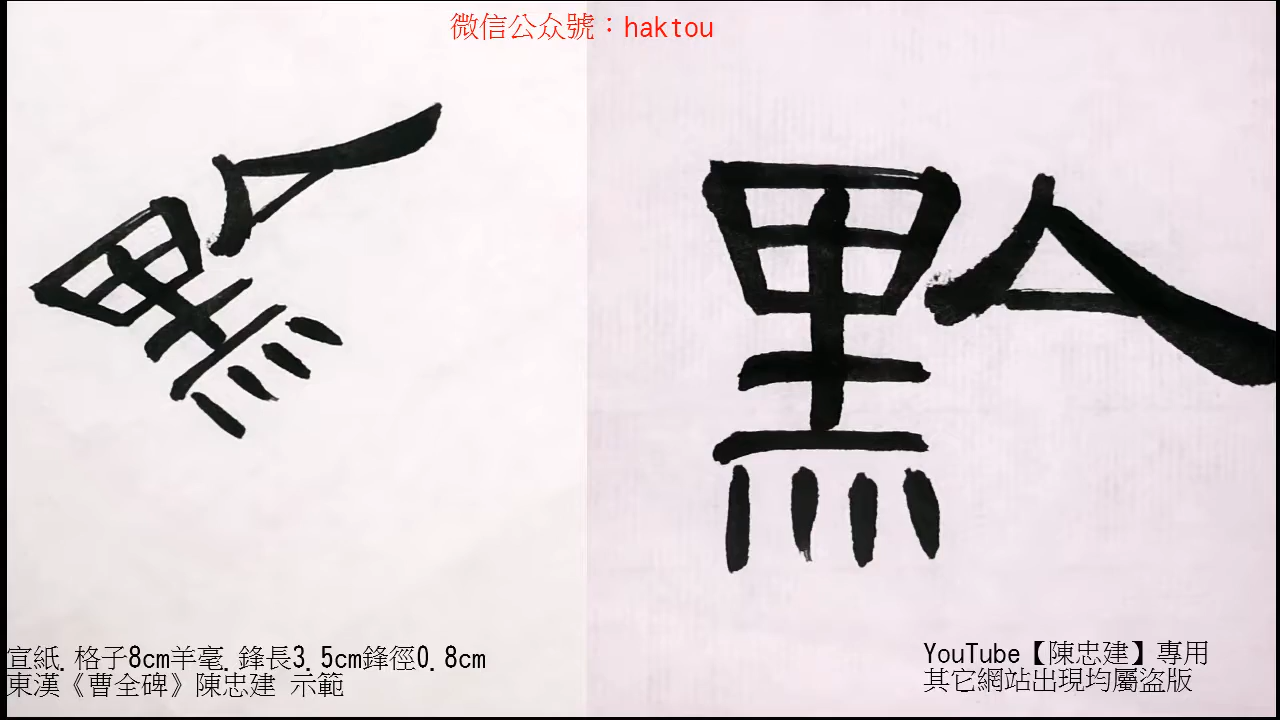 微信公众號：haktou
宣紙.格子8cm羊毫.鋒長3.5cm鋒徑0.8cm
東漢《曹全碑》陳忠建 示範
YouTube【陳忠建】專用
其它網站出現均屬盜版